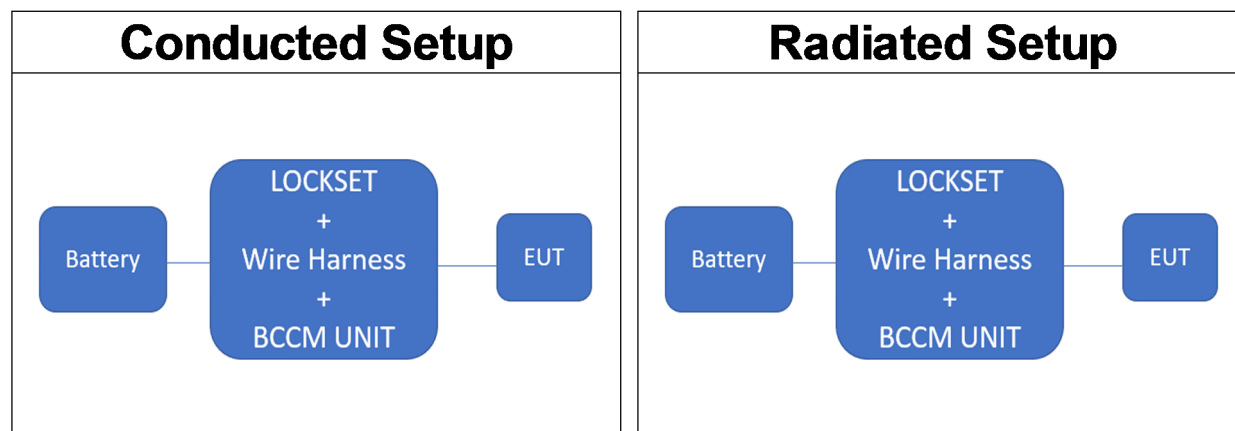 Conducted Setup
Battery
LOCKSET
+
Wire Harness
+
BCCM UNIT
EUT
Radiated Setup
Battery
LOCKSET
+
Wire Harness
+
BCCM UNIT
EUT